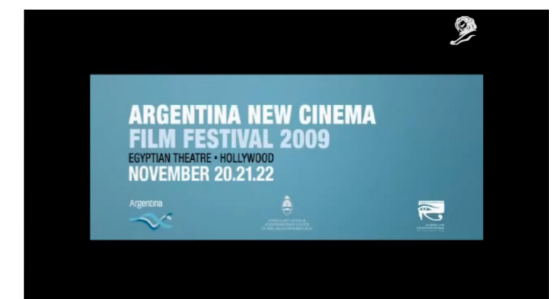 ARGENTINA NEW CINEMA
FILM FESTIVAL 2009
EGYPTIAN THEATRE • HOLLYWOOD
NOVEMBER 20.21.22
Argentina